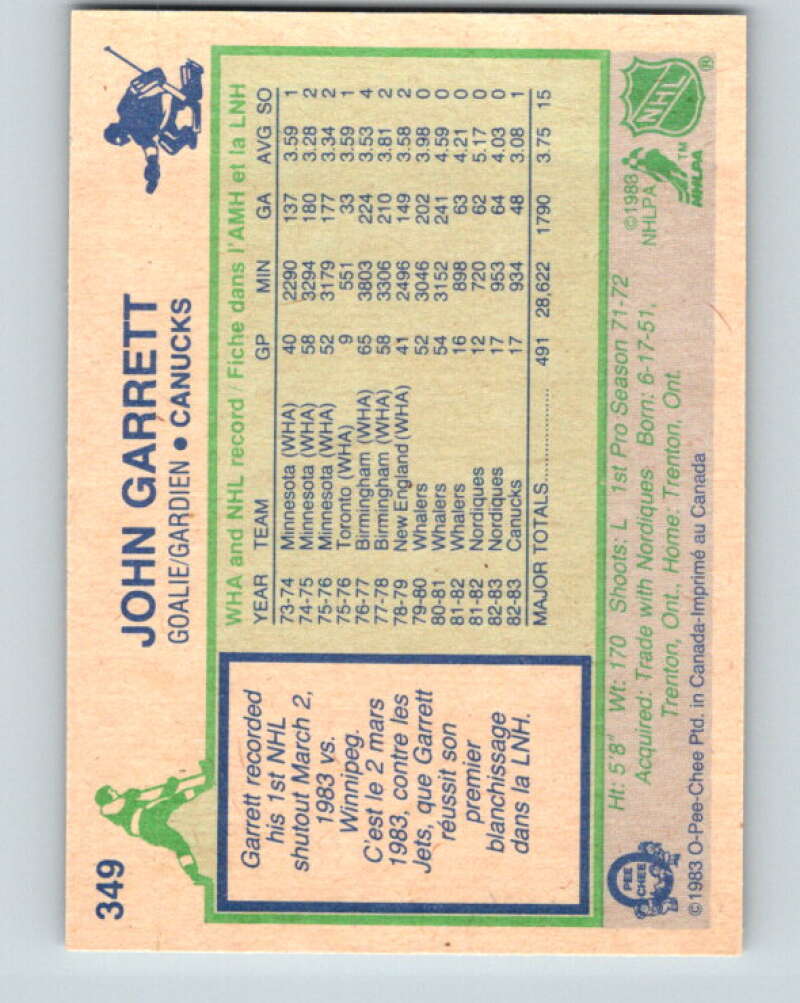 349
JOHN GARRETT
GOALIE/GARDIEN • CANUCKS
Garrett recorded
his 1st NHL
shutout March 2,
1983 vs.
Winnipeg.
C'est le 2 mars
1983, contre les
Jets, que Garrett
réussit son
premier
blanchissage
dans la LNH.
WHA and NHL record / Fiche dans l'AMH et la LNH
YEAR TEAM GP MIN GA AVG SO
73-74 Minnesota (WHA) 40 2290 137 3.59 1
74-75 Minnesota (WHA) 58 3294 180 3.28 2
75-76 Minnesota (WHA) 52 3179 177 3.34 2
75-76 Toronto (WHA) 9 551 33 3.59 1
76-77 Birmingham (WHA) 65 3803 224 3.53 4
77-78 Birmingham (WHA) 58 3306 210 3.81 2
78-79 New England (WHA) 41 2496 149 3.58 2
79-80 Whalers 52 3046 202 3.98 0
80-81 Whalers 54 3152 241 4.59 0
81-82 Whalers 16 898 63 4.21 0
81-82 Nordiques 12 720 62 5.17 0
82-83 Nordiques 17 953 64 4.03 0
82-83 Canucks 17 934 48 3.08 1
MAJOR TOTALS.................... 491 28,622 1790 3.75 15
Ht: 5'8" Wt: 170 Shoots: L 1st Pro Season 71-72
Acquired: Trade with Nordiques Born: 6-17-51,
Trenton, Ont., Home: Trenton, Ont.
©1983 O-Pee-Chee Ptd. in Canada-Imprimé au Canada
O
PEE
CHEE
©1983
NHLPA
NHLPA
TM
NHL
®